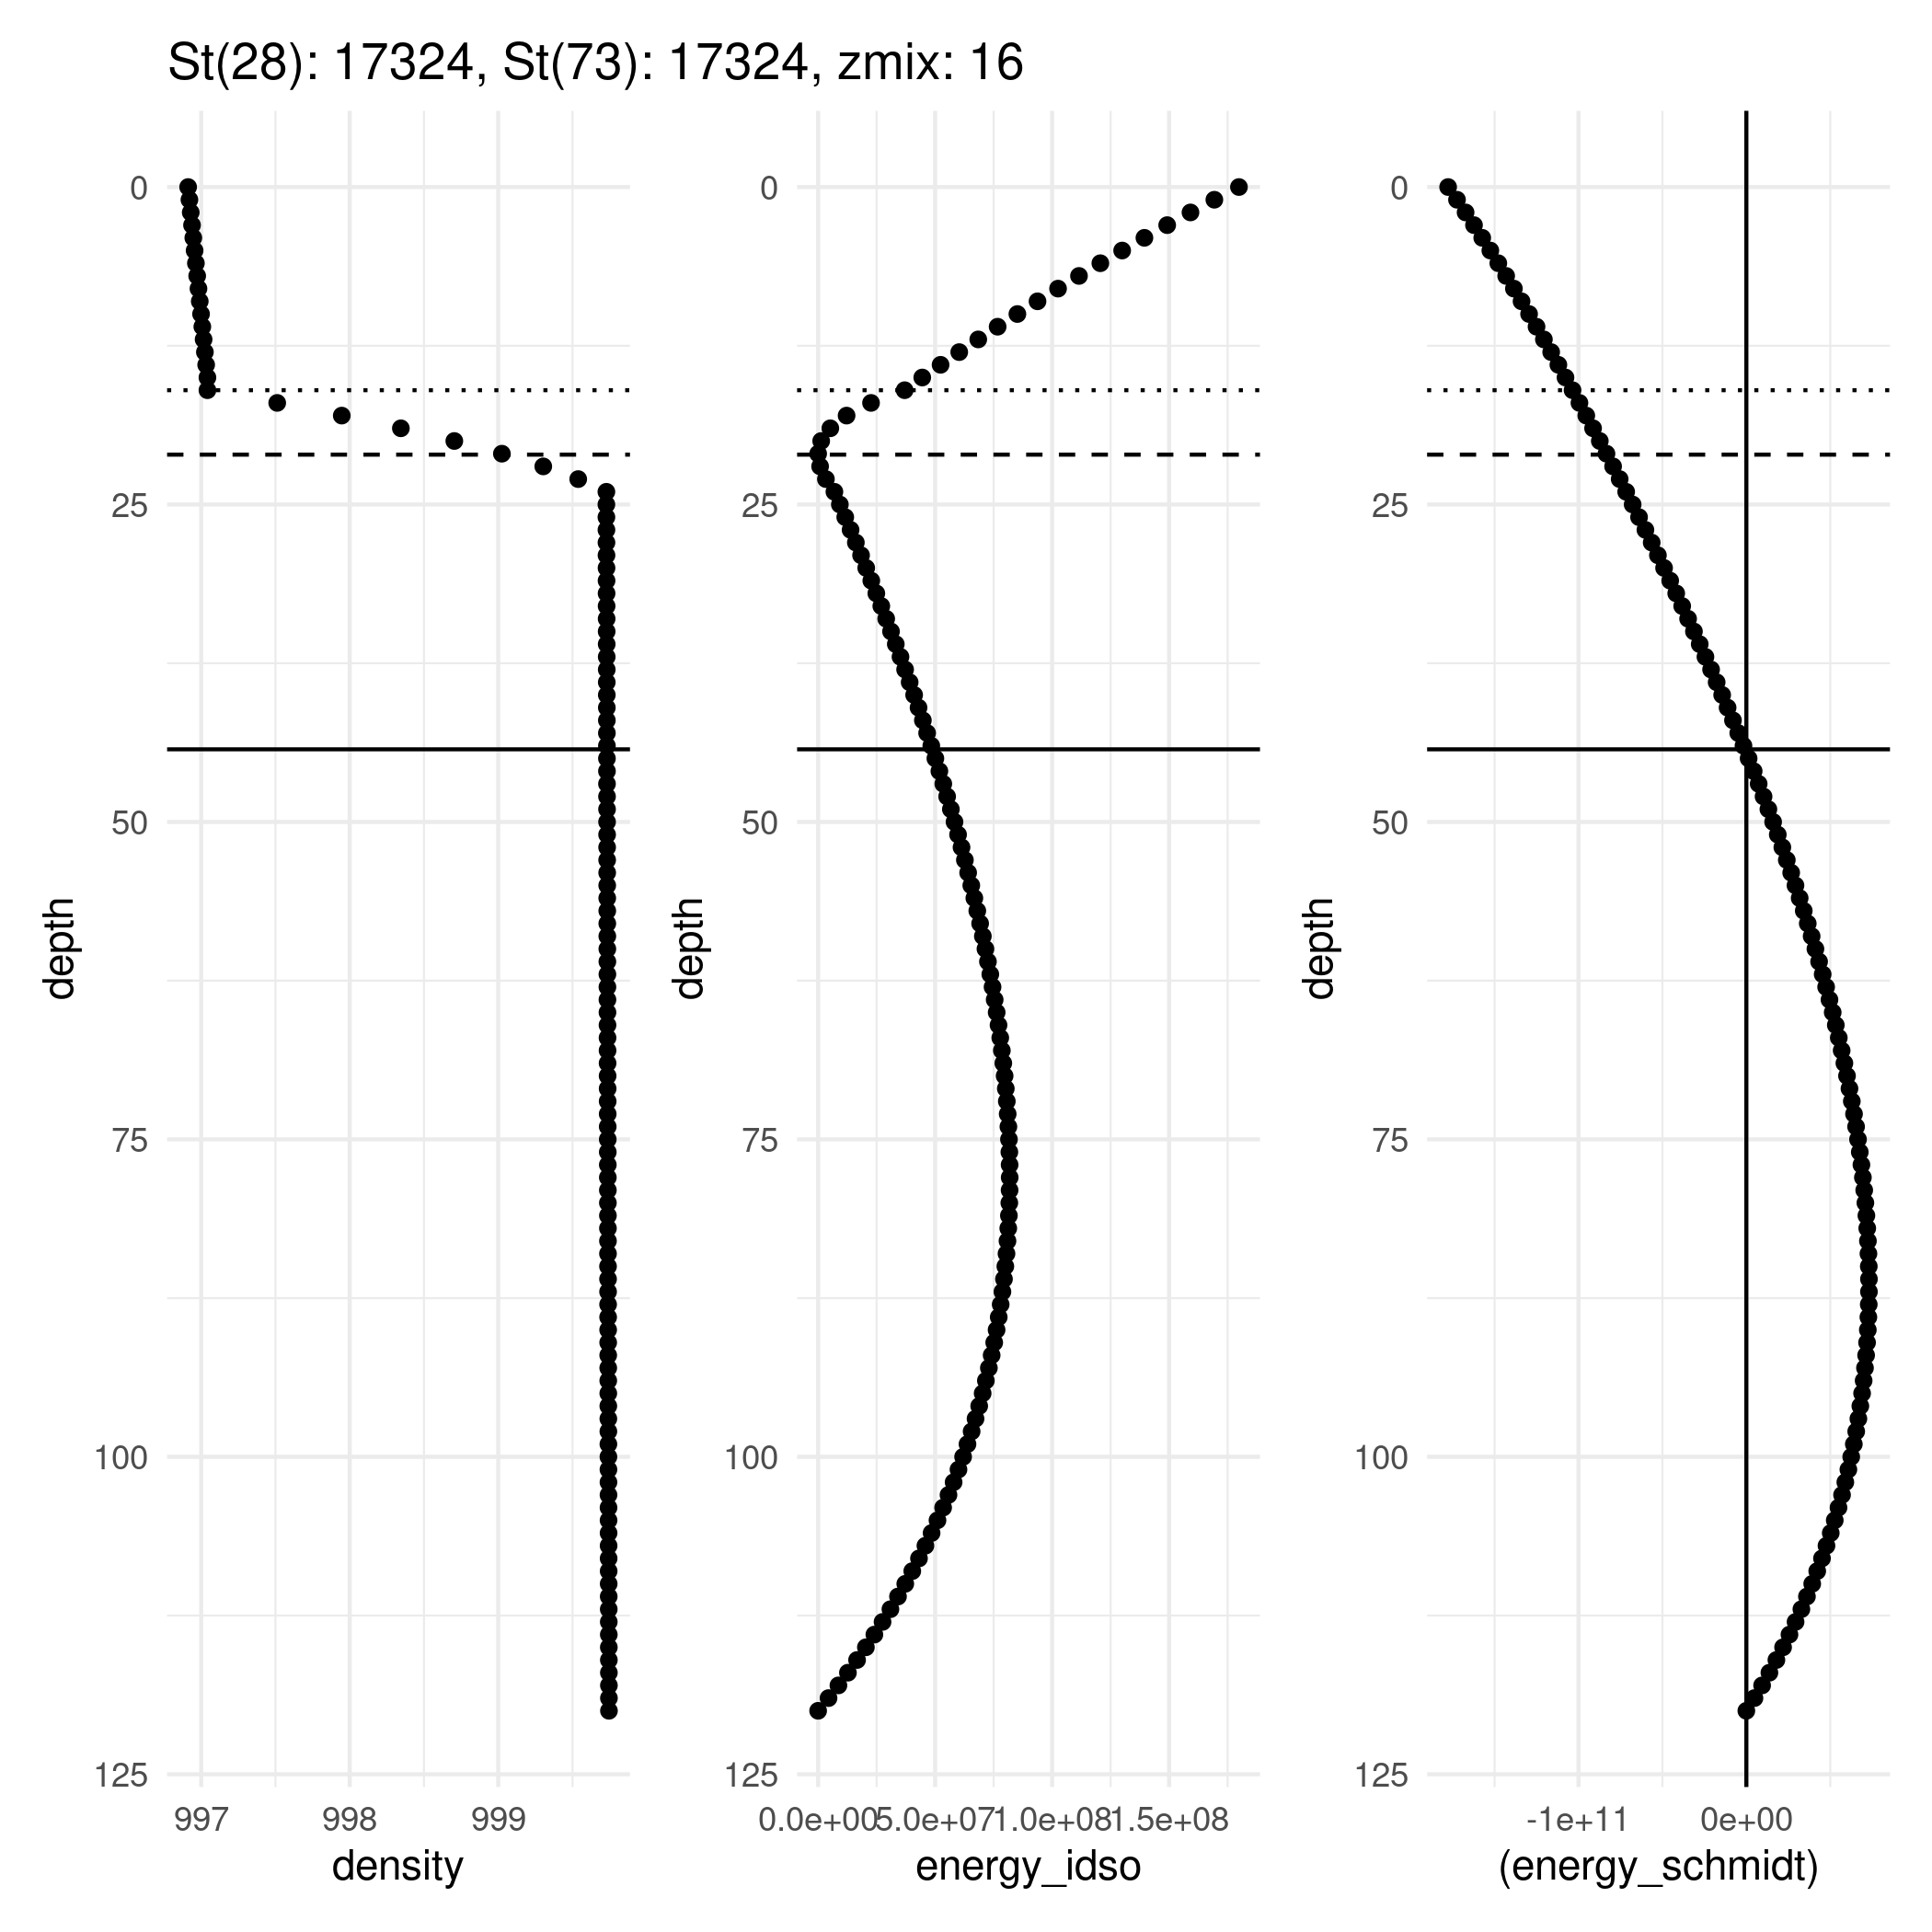 St(28): 17324, St(73): 17324, zmix: 16
0
25
50
75
100
125
depth
997 998 999
density
0
25
50
75
100
125
depth
0.0e+00 5.0e+07 1.0e+08 1.5e+08
energy_idso
0
25
50
75
100
125
depth
-1e+11 0e+00
(energy_schmidt)